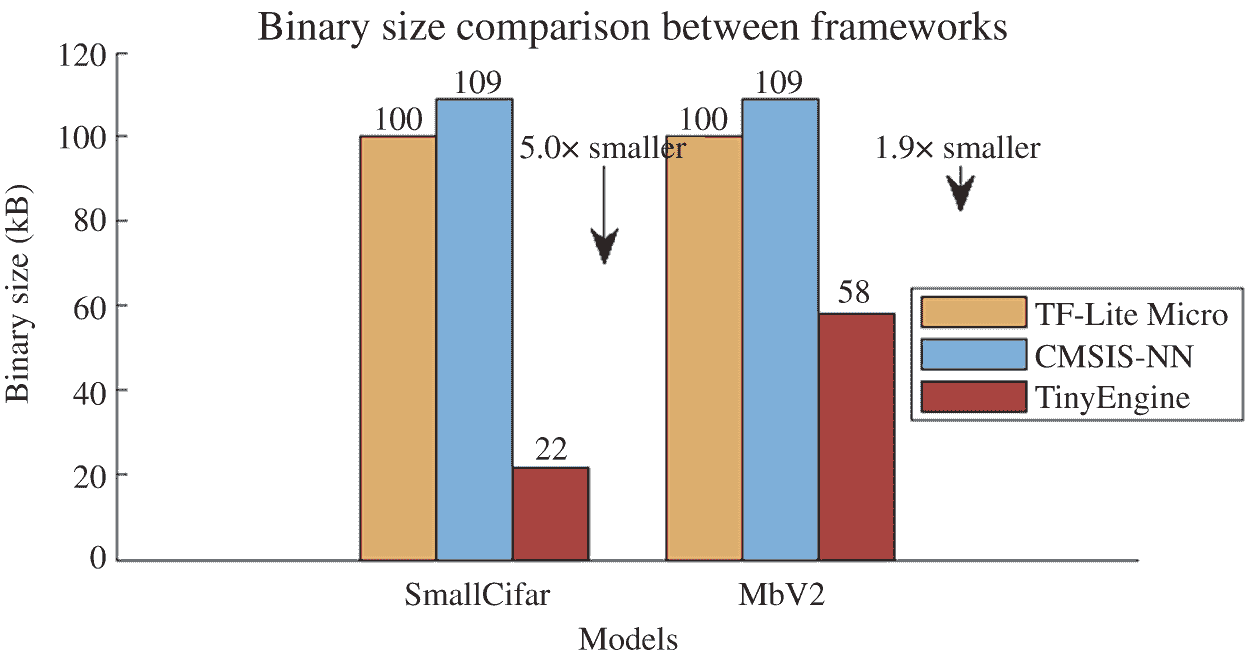 Binary size comparison between frameworks
120
100
80
60
40
20
0
Binary size (kB)
100
109
22
5.0× smaller
100
109
58
1.9× smaller
TF-Lite Micro
CMSIS-NN
TinyEngine
SmallCifar
MbV2
Models